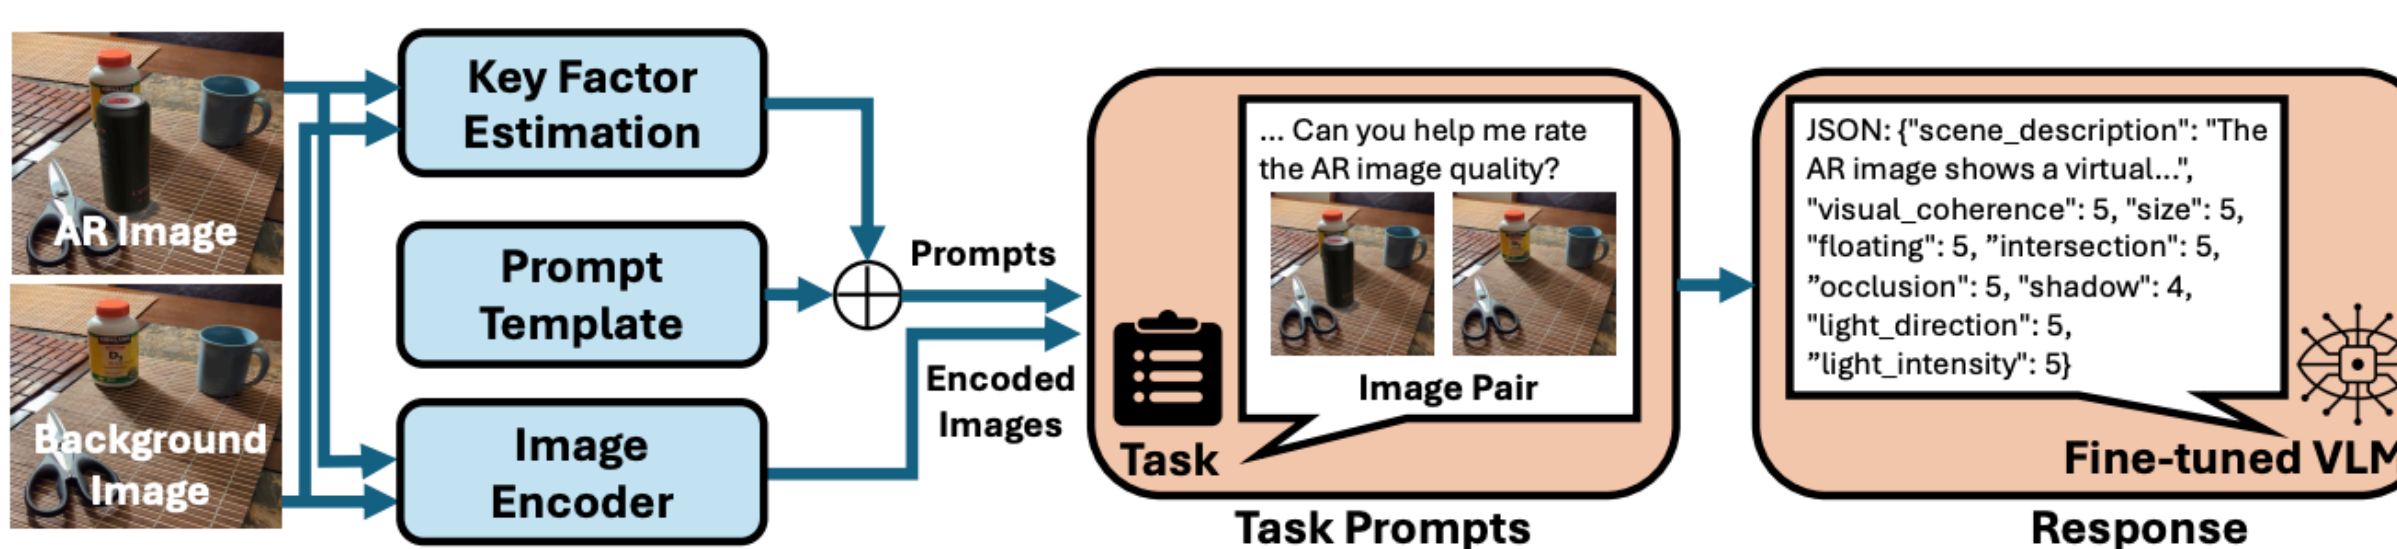 AR Image
Background
Image
Key Factor
Estimation
Prompt
Template
Image
Encoder
Prompts
Encoded
Images
... Can you help me rate
the AR image quality?
Image Pair
Task
Task Prompts
JSON: {"scene_description": "The
AR image shows a virtual...",
"visual_coherence": 5, "size": 5,
"floating": 5, ”intersection": 5,
”occlusion": 5, "shadow": 4,
"light_direction": 5,
”light_intensity": 5}
Fine-tuned VLM
Response